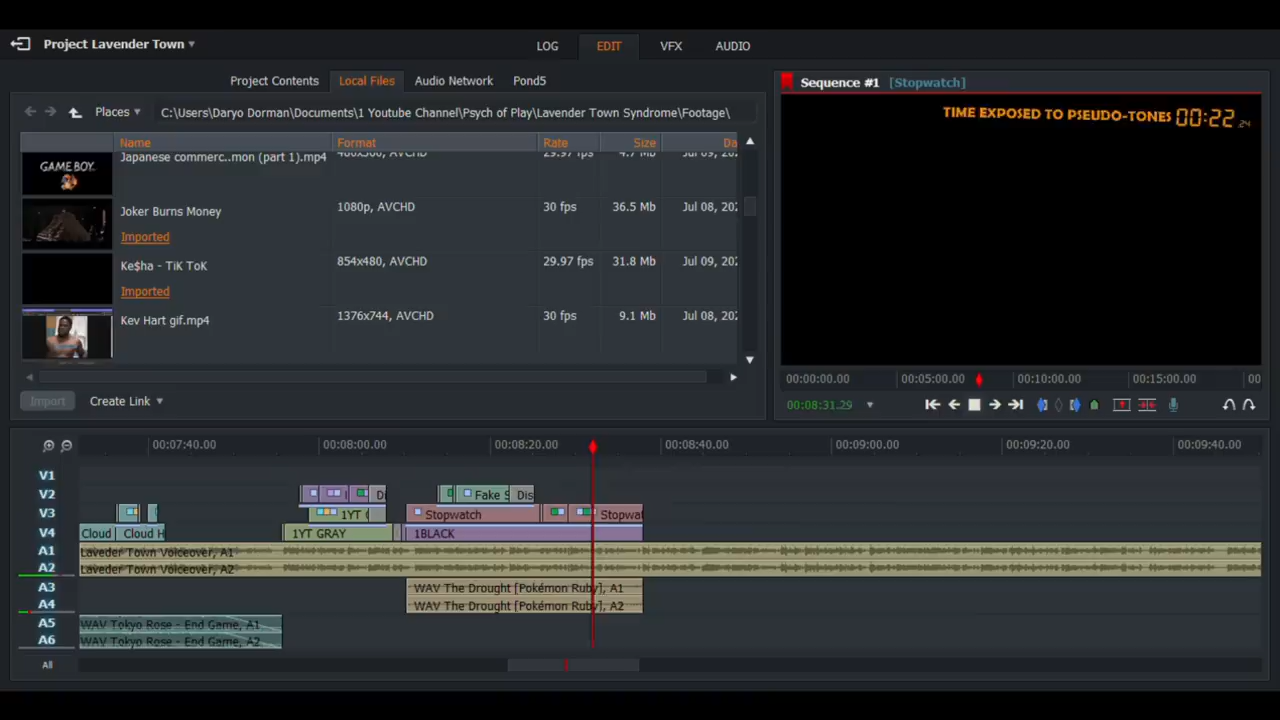 Project Lavender Town
LOG EDIT VFX AUDIO
Project Contents Local Files Audio Network Pond5
Places C:\Users\Daryo Dorman\Documents\1 Youtube Channel\Psych of Play\Lavender Town Syndrome\Footage\
Name Format Rate Size Da
GAME BOY
Japanese commerc..mon (part 1).mp4 480x360, AVCHD 29.97 fps 4.7 Mb Jul 09, 202
Joker Burns Money 1080p, AVCHD 30 fps 36.5 Mb Jul 08, 202
Imported
Ke$ha - TiK ToK 854x480, AVCHD 29.97 fps 31.8 Mb Jul 09, 202
Imported
Kev Hart gif.mp4 1376x744, AVCHD 30 fps 9.1 Mb Jul 08, 202
Import Create Link
Sequence #1 [Stopwatch]
TIME EXPOSED TO PSEUDO-TONES 00:22.24
00:00:00.00 00:05:00.00 00:10:00.00 00:15:00.00 00
00:08:31.29
00:07:40.00 00:08:00.00 00:08:20.00 00:08:40.00 00:09:00.00 00:09:20.00 00:09:40.00
V1
V2 Di Fake S Dis
V3 1YT Stopwatch Stopwat
V4 Cloud Cloud H 1YT GRAY 1BLACK
A1 Laveder Town Voiceover, A1
A2 Laveder Town Voiceover, A2
A3 WAV The Drought [Pokémon Ruby], A1
A4 WAV The Drought [Pokémon Ruby], A2
A5 WAV Tokyo Rose - End Game, A1
A6 WAV Tokyo Rose - End Game, A2
All